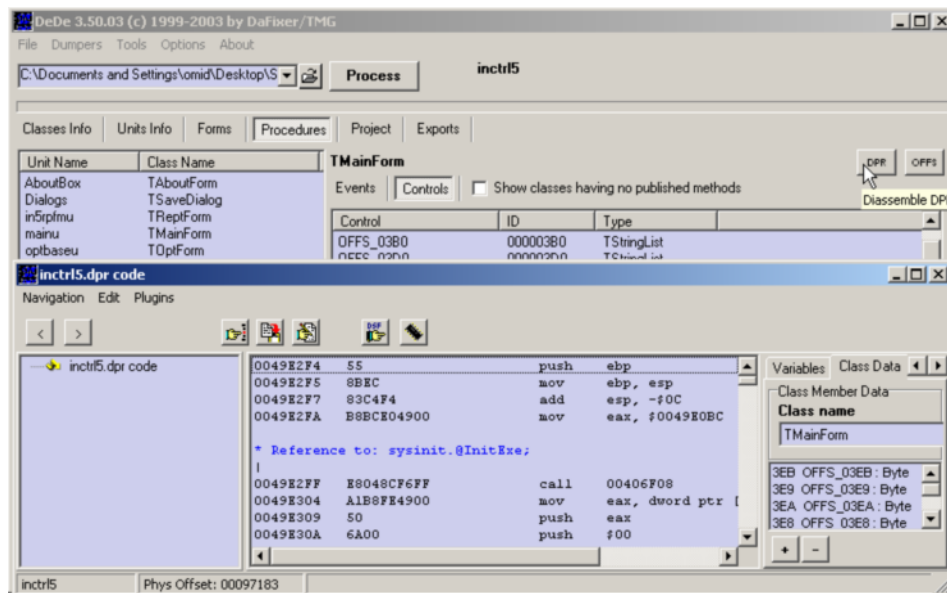 DeDe 3.50.03 (c) 1999-2003 by DaFixer/TMG
File Dumpers Tools Options About
C:\Documents and Settings\omid\Desktop\S Process inctrl5
Classes Info Units Info Forms Procedures Project Exports
Unit Name Class Name TMainForm DPR OFFS
AboutBox TAboutForm Events Controls Show classes having no published methods
Dialogs TSaveDialog Diassemble DP
in5rpfmu TReptForm Control ID Type
mainu TMainForm OFFS_03B0 000003B0 TStringList
optbaseu TOptForm OFFS_03D0 000003D0 TStringList
inctrl5.dpr code
Navigation Edit Plugins
< > DSF
inctrl5.dpr code
0049E2F4 55 push ebp
0049E2F5 8BEC mov ebp, esp
0049E2F7 83C4F4 add esp, -$0C
0049E2FA B8BCE04900 mov eax, $0049E0BC
* Reference to: sysinit.@InitExe;
|
0049E2FF E8048CF6FF call 00406F08
0049E304 A1B8FE4900 mov eax, dword ptr [
0049E309 50 push eax
0049E30A 6A00 push $00
Variables Class Data
Class Member Data
Class name
TMainForm
3EB OFFS_03EB : Byte
3E9 OFFS_03E9 : Byte
3EA OFFS_03EA : Byte
3E8 OFFS_03E8 : Byte
+ -
inctrl5 Phys Offset: 00097183